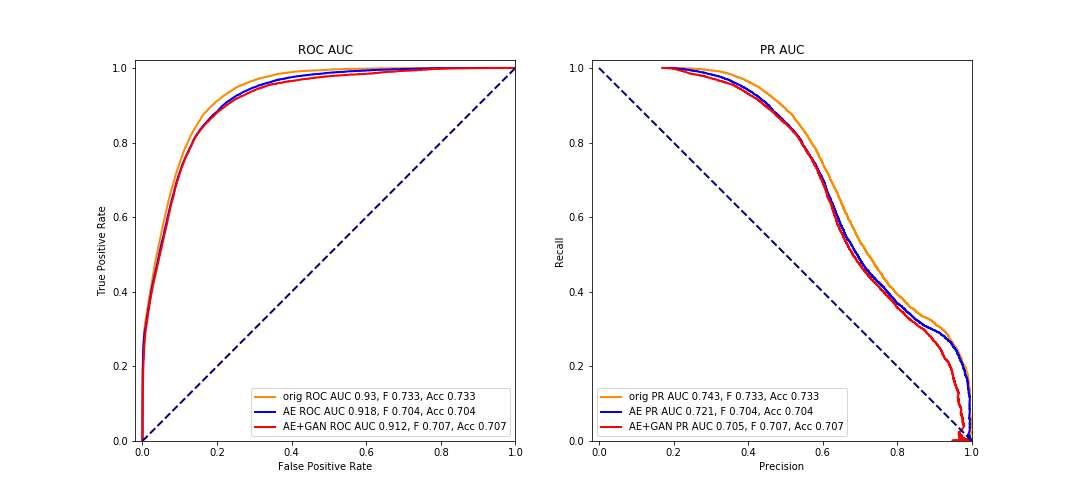 ROC AUC
True Positive Rate
1.0
0.8
0.6
0.4
0.2
0.0
0.0
0.2
0.4
0.6
0.8
1.0
False Positive Rate
orig ROC AUC 0.93, F 0.733, Acc 0.733
AE ROC AUC 0.918, F 0.704, Acc 0.704
AE+GAN ROC AUC 0.912, F 0.707, Acc 0.707
PR AUC
Recall
1.0
0.8
0.6
0.4
0.2
0.0
0.0
0.2
0.4
0.6
0.8
1.0
Precision
orig PR AUC 0.743, F 0.733, Acc 0.733
AE PR AUC 0.721, F 0.704, Acc 0.704
AE+GAN PR AUC 0.705, F 0.707, Acc 0.707